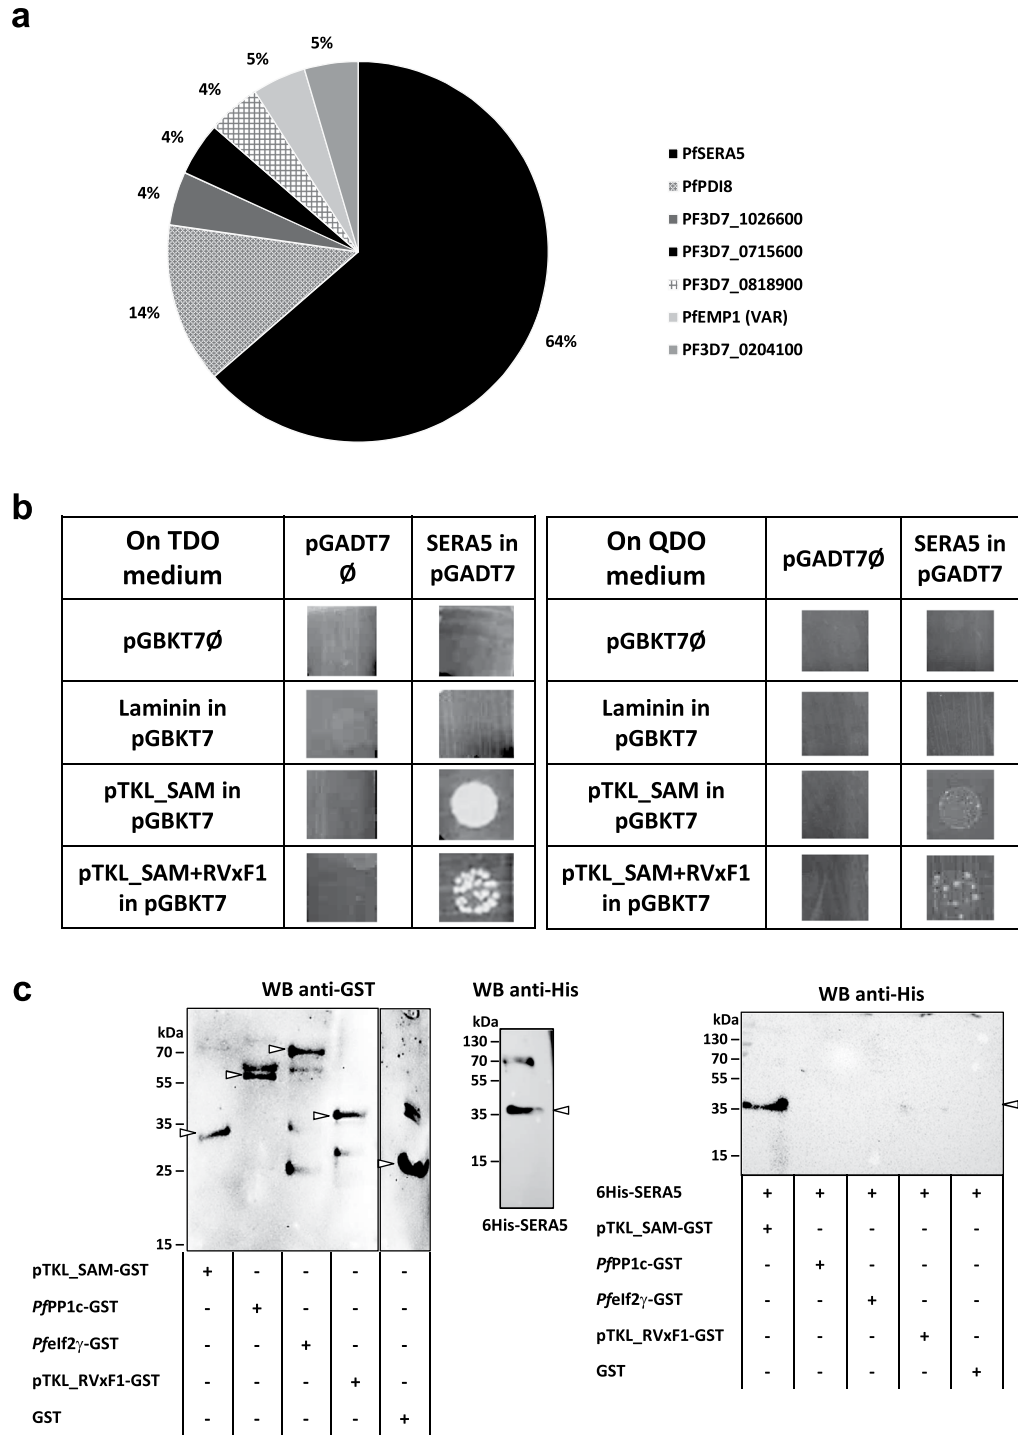 a
5%
5%
4%
4%
4%
14%
64%
PfSERA5
PfPDI8
PF3D7_1026600
PF3D7_0715600
PF3D7_0818900
PfEMP1 (VAR)
PF3D7_0204100
b
On TDO
medium
pGADT7
Ø
SERA5 in
pGADT7
pGBKT7Ø
Laminin in
pGBKT7
pTKL_SAM in
pGBKT7
pTKL_SAM+RVxF1
in pGBKT7
On QDO
medium
pGADT7Ø
SERA5 in
pGADT7
pGBKT7Ø
Laminin in
pGBKT7
pTKL_SAM in
pGBKT7
pTKL_SAM+RVxF1
in pGBKT7
c
WB anti-GST
kDa
70
55
35
25
15
pTKL_SAM-GST + - - - -
PfPP1c-GST - + - - -
PfeIf2γ-GST - - + - -
pTKL_RVxF1-GST - - - + -
GST - - - - +
WB anti-His
kDa
130
70
55
35
15
6His-SERA5
WB anti-His
kDa
130
70
55
35
15
6His-SERA5 + + + + +
pTKL_SAM-GST + - - - -
PfPP1c-GST - + - - -
PfeIf2γ-GST - - + - -
pTKL_RVxF1-GST - - - + -
GST - - - - +